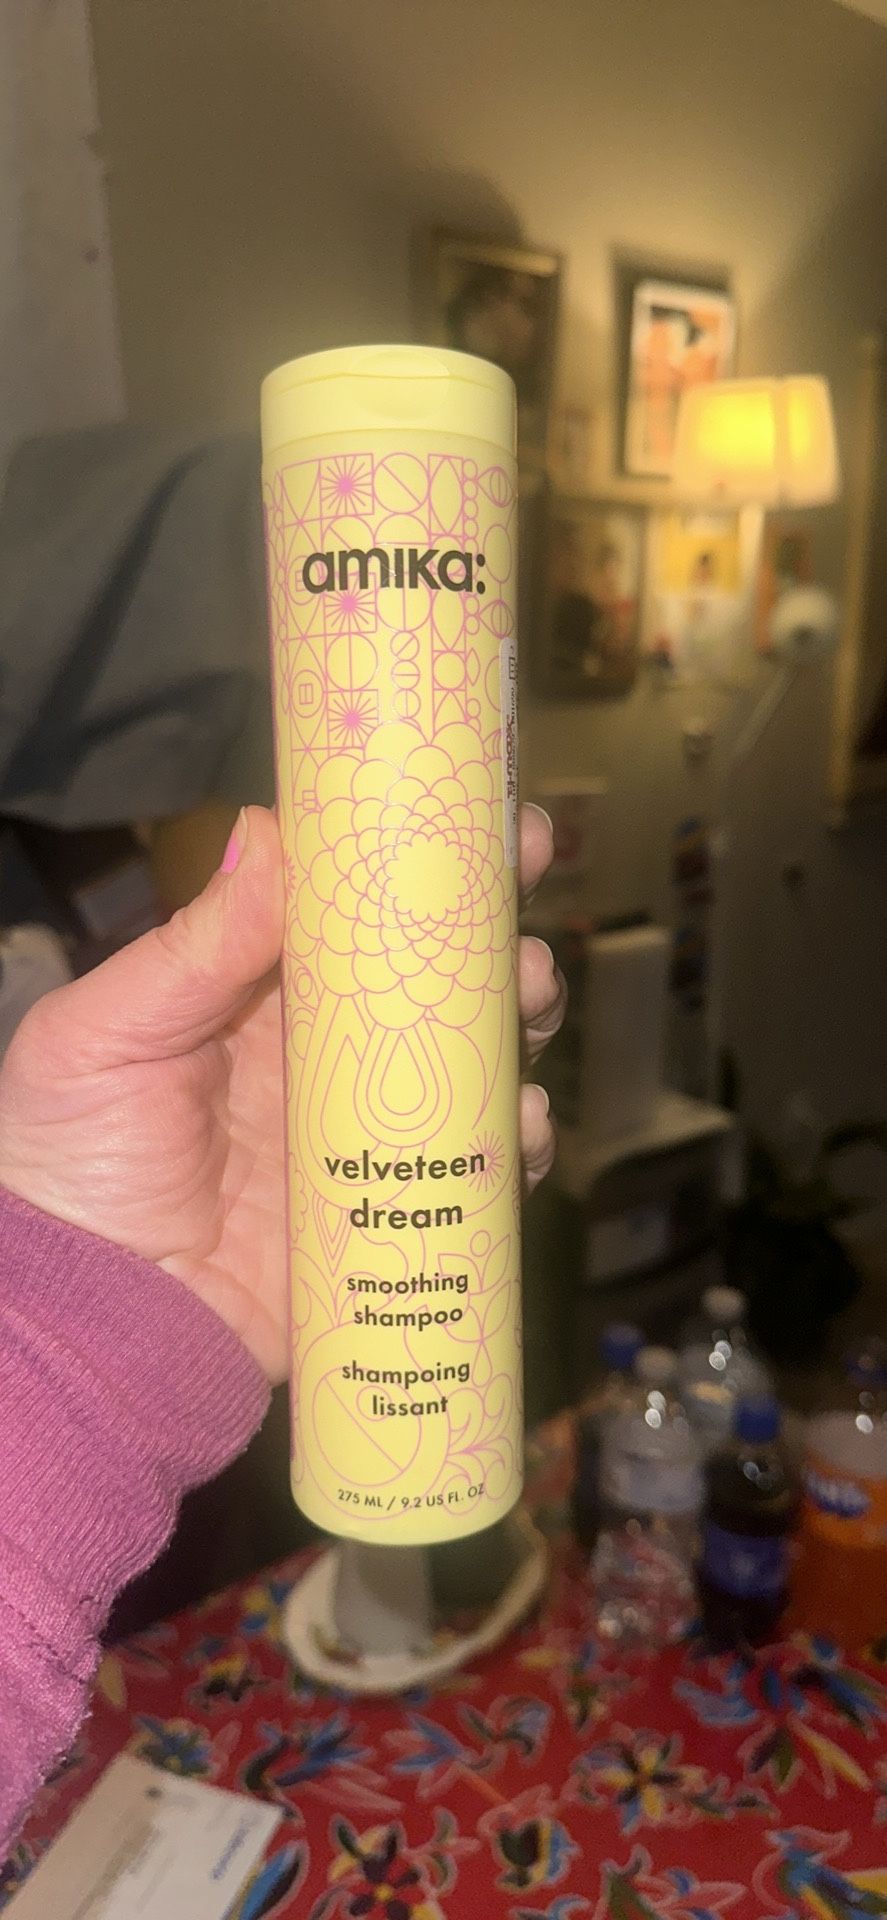 amika:
velveteen
dream
smoothing
shampoo
shampoing
lissant
275 ML / 9.2 US FL. OZ